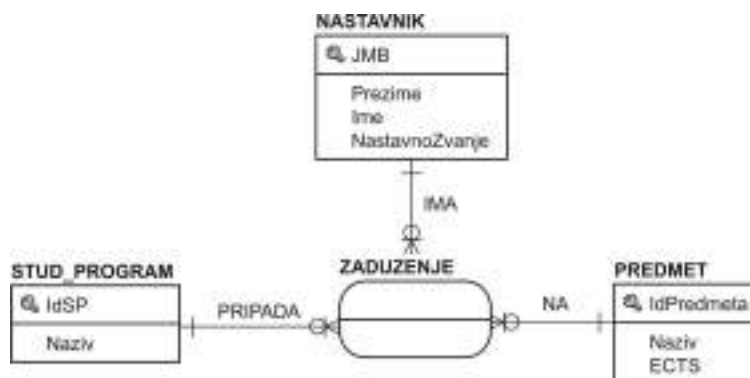 NASTAVNIK
JMB
Prezime
Ime
NastavnoZvanje
IMA
STUD_PROGRAM
IdSP
Naziv
PRIPADA
ZADUZENJE
NA
PREDMET
IdPredmeta
Naziv
ECTS